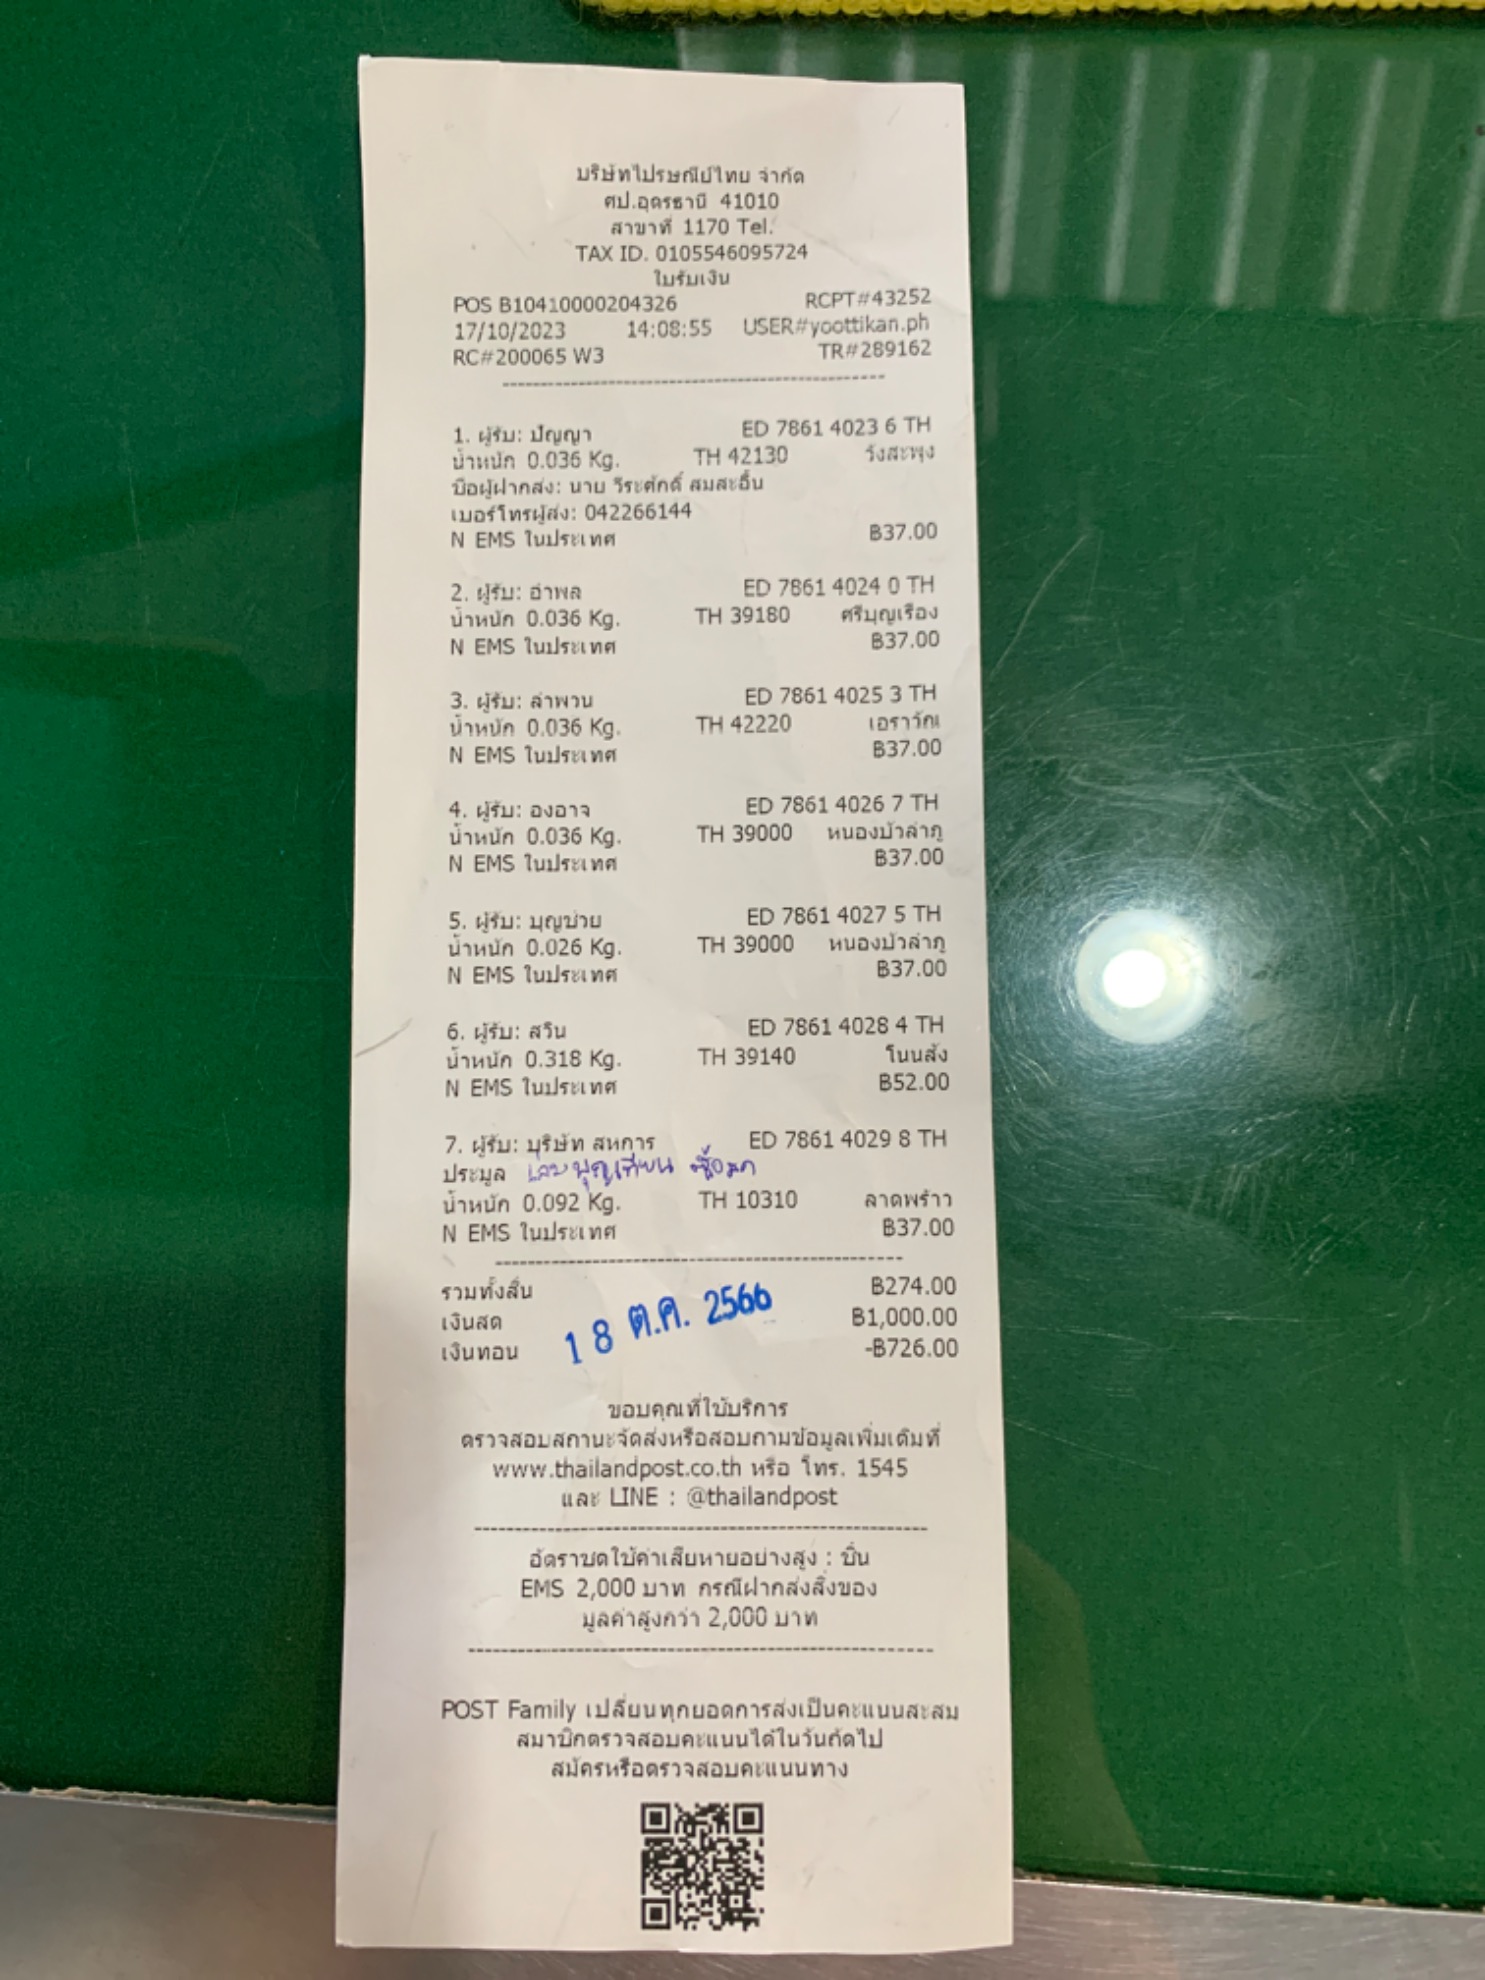 บริษัทไปรษณีย์ไทย จำกัด
ศป.อุดรธานี 41010
สาขาที่ 1170 Tel.
TAX ID. 0105546095724
ใบรับเงิน
POS B10410000204326 RCPT#43252
17/10/2023 14:08:55 USER#yoottikan.ph
RC#200065 W3 TR#289162
1. ผู้รับ: ปัญญา ED 7861 4023 6 TH
น้ำหนัก 0.036 Kg. TH 42130 วังสะพุง
ชื่อผู้ฝากส่ง: นาย วีระศักดิ์ สมสะอื้น
เบอร์โทรผู้ส่ง: 042266144
N EMS ในประเทศ ฿37.00
2. ผู้รับ: อำพล ED 7861 4024 0 TH
น้ำหนัก 0.036 Kg. TH 39180 ศรีบุญเรือง
N EMS ในประเทศ ฿37.00
3. ผู้รับ: ลำพวน ED 7861 4025 3 TH
น้ำหนัก 0.036 Kg. TH 42220 เอราวัณ
N EMS ในประเทศ ฿37.00
4. ผู้รับ: องอาจ ED 7861 4026 7 TH
น้ำหนัก 0.036 Kg. TH 39000 หนองบัวลำภู
N EMS ในประเทศ ฿37.00
5. ผู้รับ: บุญช่วย ED 7861 4027 5 TH
น้ำหนัก 0.026 Kg. TH 39000 หนองบัวลำภู
N EMS ในประเทศ ฿37.00
6. ผู้รับ: สวิน ED 7861 4028 4 TH
น้ำหนัก 0.318 Kg. TH 39140 โนนสัง
N EMS ในประเทศ ฿52.00
7. ผู้รับ: บริษัท สหการ ED 7861 4029 8 TH
ประมูล บุญเทียน
น้ำหนัก 0.092 Kg. TH 10310 ลาดพร้าว
N EMS ในประเทศ ฿37.00
รวมทั้งสิ้น ฿274.00
เงินสด ฿1,000.00
เงินทอน -฿726.00
18 ต.ค. 2566
ขอบคุณที่ใช้บริการ
ตรวจสอบสถานะจัดส่งหรือสอบถามข้อมูลเพิ่มเติมที่
www.thailandpost.co.th หรือ โทร. 1545
และ LINE : @thailandpost
อัตราชดใช้ค่าเสียหายอย่างสูง : ชิ้น
EMS 2,000 บาท กรณีฝากส่งสิ่งของ
มูลค่าสูงกว่า 2,000 บาท
POST Family เปลี่ยนทุกยอดการส่งเป็นคะแนนสะสม
สมาชิกตรวจสอบคะแนนได้ในวันถัดไป
สมัครหรือตรวจสอบคะแนนทาง